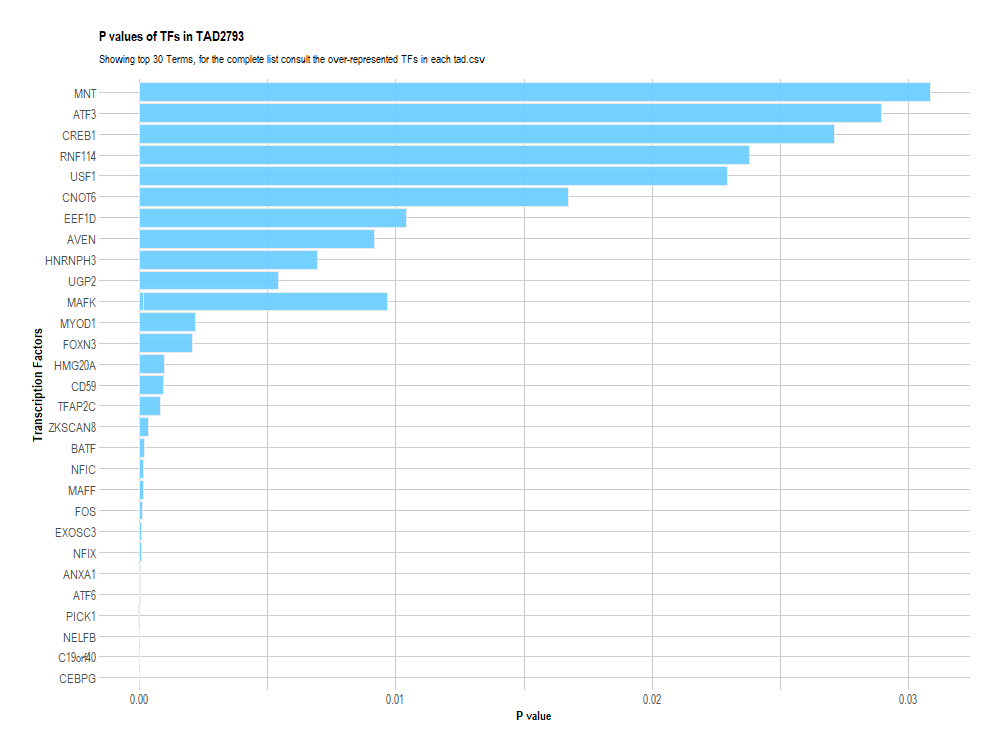 P values of TFs in TAD2793
Showing top 30 Terms, for the complete list consult the over-represented TFs in each tad.csv
MNT
ATF3
CREB1
RNF114
USF1
CNOT6
EEF1D
AVEN
HNRNPH3
UGP2
MAFK
MYOD1
FOXN3
HMG20A
CD59
TFAP2C
ZKSCAN8
BATF
NFIC
MAFF
FOS
EXOSC3
NFIX
ANXA1
ATF6
PICK1
NELFB
C19orf40
CEBPG
Transcription Factors
0.00 0.01 0.02 0.03
P value